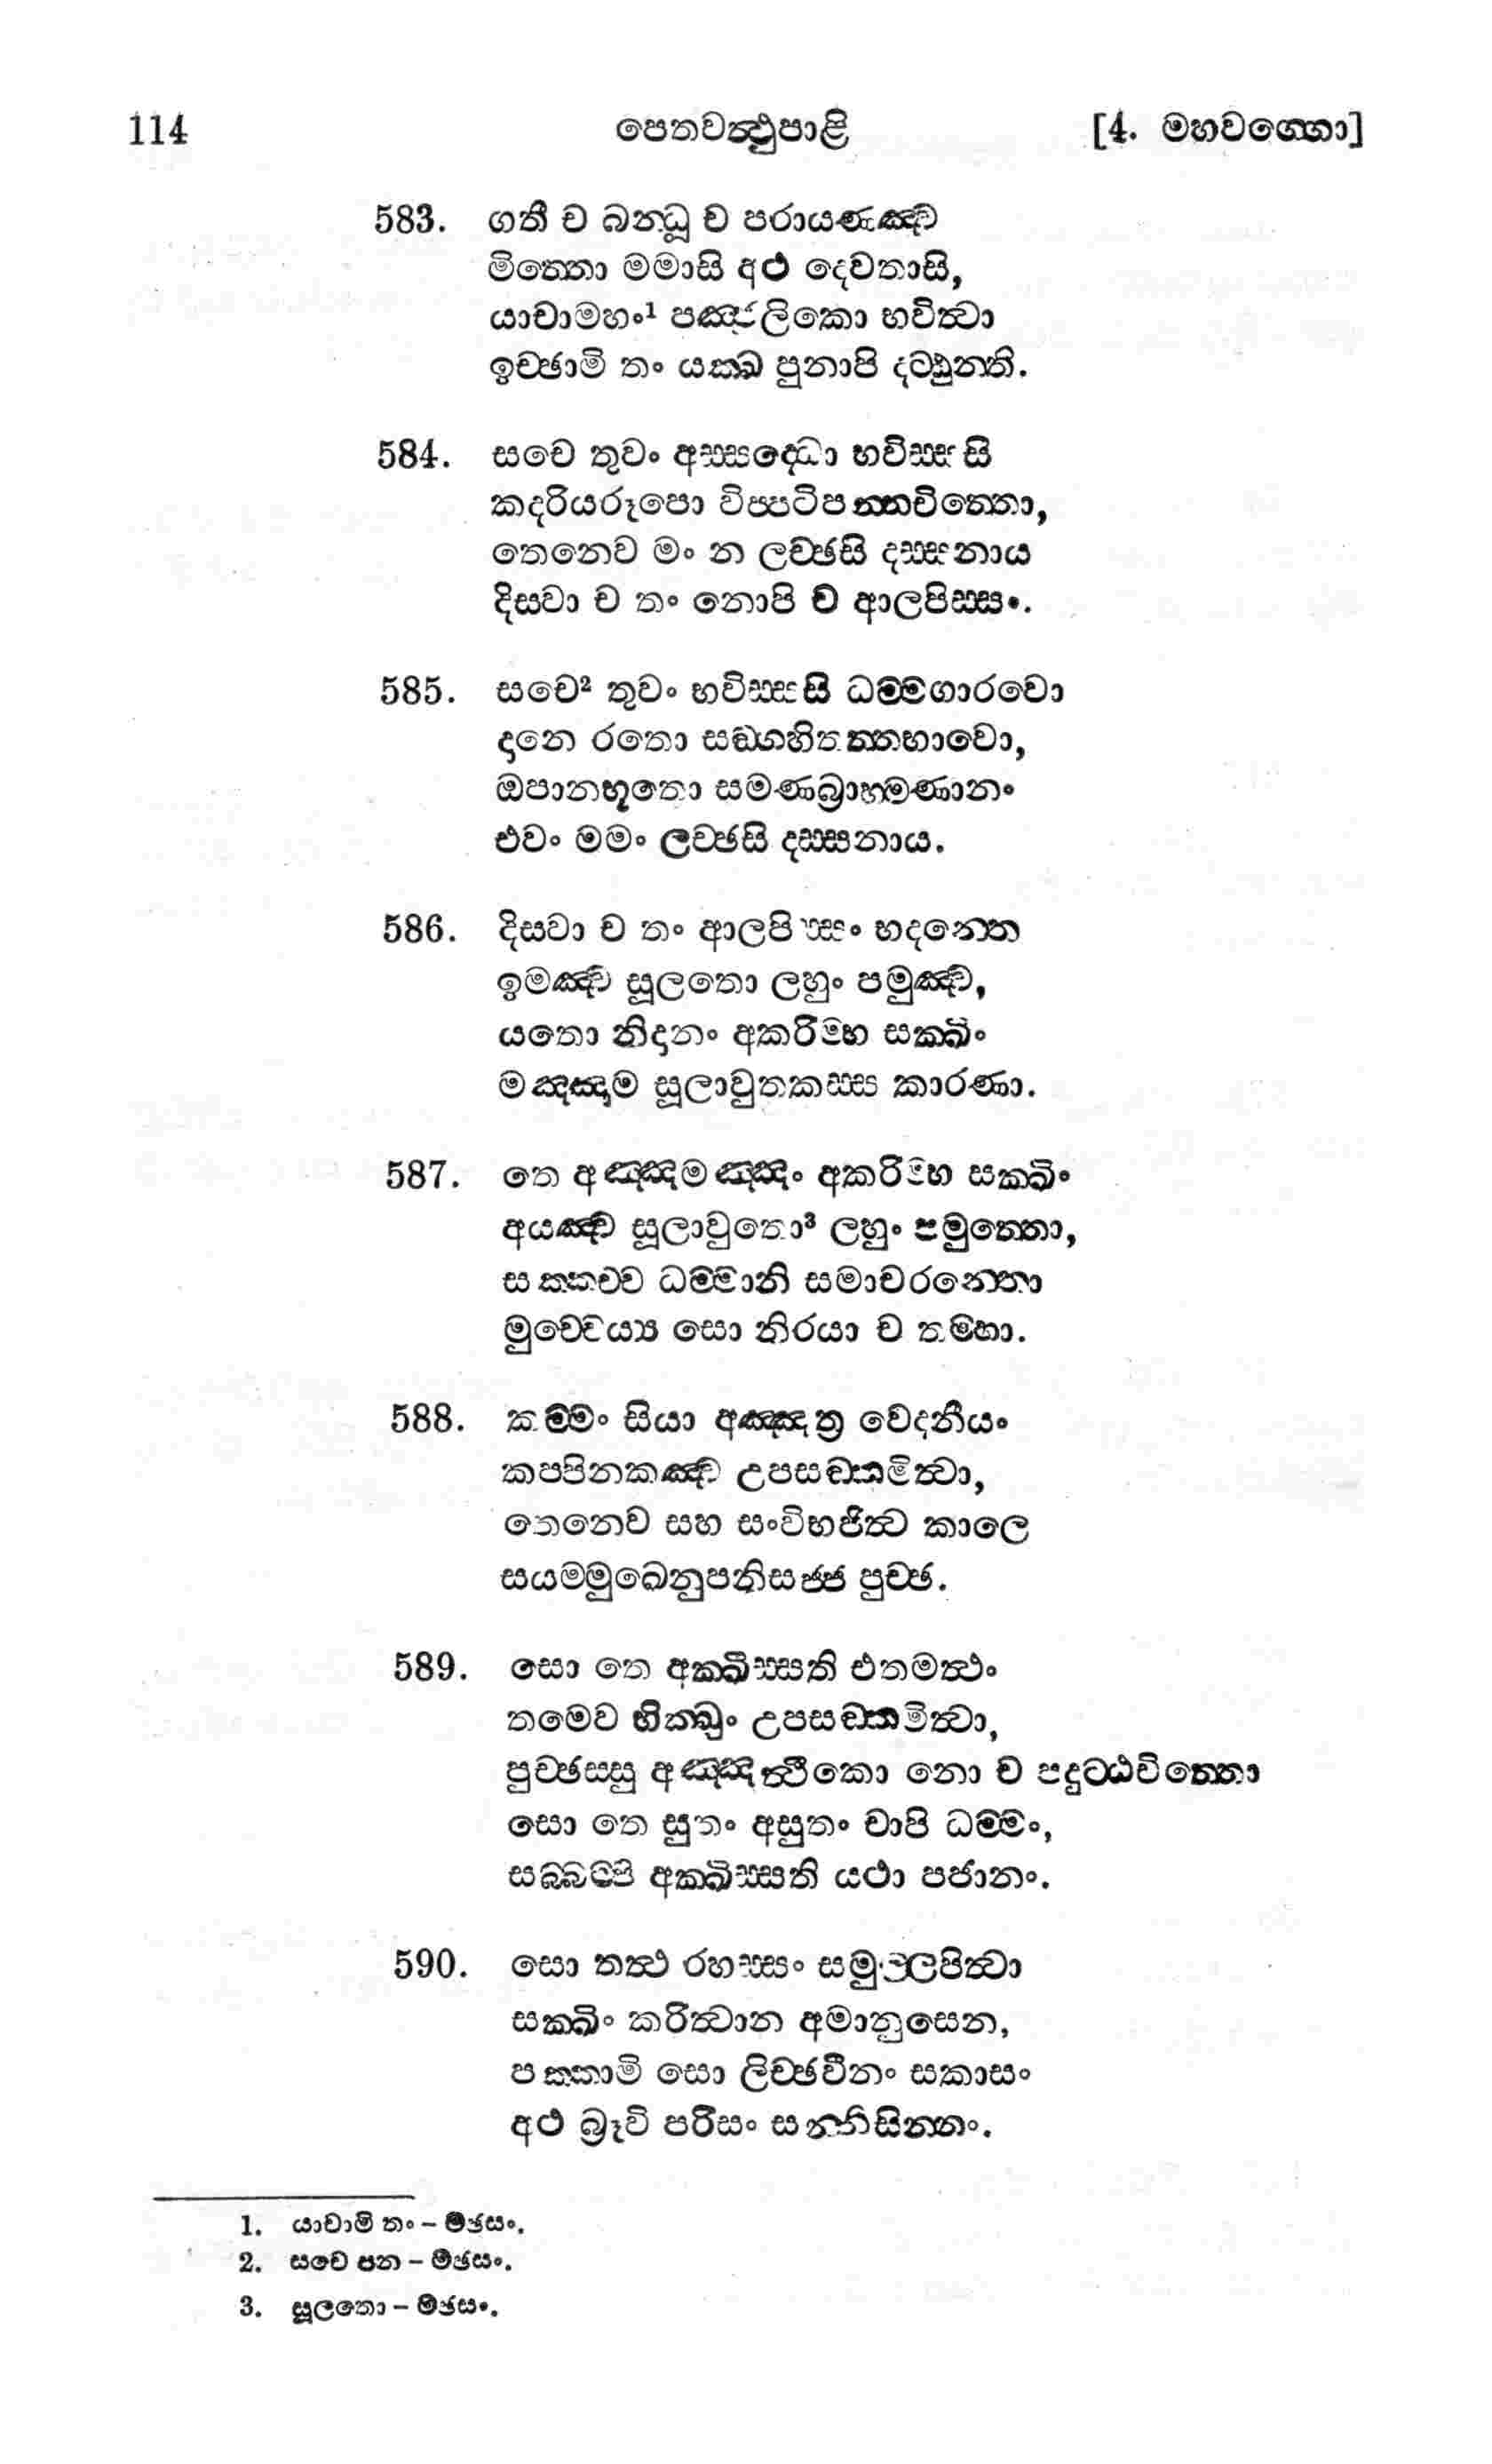 114 පෙතවත්‍ථුපාළි [4. මහවග්‍ගො]
583. ගතී ච බන්‍ධූ ච පරායණඤ්‍ච
මිත්‍තො මමාසි අථ දෙවතාසි,
යාචාමහං¹ පඤ්‍ජලිකො භවිත්‍වා
ඉච්ඡාමි තං යක්‍ඛ පුනාපි දට්ඨුන්‍ති.
584. සචෙ තුවං අස්සද්‍ධො භවිස්සසි
කදරියරූපො විප්පටිපන්‍නචිත්‍තො,
තෙනෙව මං න ලච්ඡසි දස්සනාය
දිස්වා ච තං නොපි ච ආලපිස්සං.
585. සචෙ² තුවං භවිස්සසි ධම්මගාරවො
දානෙ රතො සඞ්ගහිතත්‍තභාවො,
ඔපානභූතො සමණබ්‍රාහ්මණානං
එවං මමං ලච්ඡසි දස්සනාය.
586. දිස්වා ච තං ආලපිස්සං භදන්‍තෙ
ඉමඤ්‍ච සූලතො ලහුං පමුඤ්‍ච,
යතො නිදානං අකරිම්හ සක්‍ඛිං
මඤ්ඤාම සූලාවුතකස්ස කාරණා.
587. තෙ අඤ්ඤමඤ්ඤං අකරිම්හ සක්‍ඛිං
අයඤ්‍ච සූලාවුතො³ ලහුං පමුත්‍තො,
සක්කච්ච ධම්මානි සමාචරන්‍තො
මුච්චෙය්‍ය සො නිරයා ච තම්හා.
588. කම්මං සියා අඤ්ඤත්‍ර වෙදනීයං
කප්පිනකඤ්‍ච උපසඞ්කමිත්‍වා,
තෙනෙව සහ සංවිභජිත්‍ව කාලෙ
සයම්මුඛෙනුපනිසජ්ජ පුච්ඡ.
589. සො තෙ අක්‍ඛිස්සති එතමත්‍ථං
තමෙව භික්‍ඛුං උපසඞ්කමිත්‍වා,
පුච්ඡස්සු අඤ්ඤත්‍ථිකො නො ච පදුට්ඨචිත්‍තො
සො තෙ සුතං අසුතං චාපි ධම්මං,
සබ්බම්පි අක්‍ඛිස්සති යථා පජානං.
590. සො තත්‍ථ රහස්සං සමුල්ලපිත්‍වා
සක්‍ඛිං කරිත්‍වාන අමානුසෙන,
පක්කාමි සො ලිච්ඡවීනං සකාසං
අථ බ්‍රූවි පරිසං සන්‍නිසින්‍නං.
1. යාචාමි තං – මජසං.
2. සචෙ පන – මජසං.
3. සූලතො – මජසං.